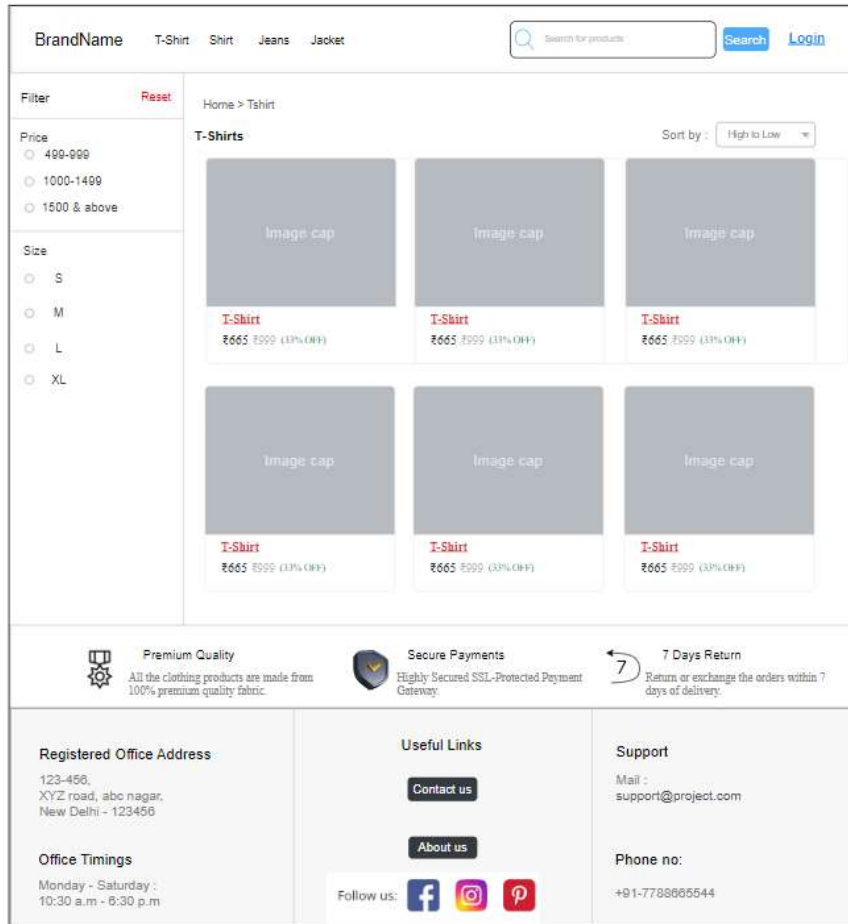 BrandName T-Shirt Shirt Jeans Jacket Search for products Search Login
Filter Reset
Price
499-999
1000-1499
1500 & above
Size
S
M
L
XL
Home > Tshirt
T-Shirts Sort by : High to Low
Image cap Image cap Image cap
T-Shirt T-Shirt T-Shirt
₹665 ₹999 (33% OFF) ₹665 ₹999 (33% OFF) ₹665 ₹999 (33% OFF)
Image cap Image cap Image cap
T-Shirt T-Shirt T-Shirt
₹665 ₹999 (33% OFF) ₹665 ₹999 (33% OFF) ₹665 ₹999 (33% OFF)
Premium Quality
All the clothing products are made from
100% premium quality fabric.
Secure Payments
Highly Secured SSL-Protected Payment
Gateway.
7
7 Days Return
Return or exchange the orders within 7
days of delivery.
Registered Office Address
123-456,
XYZ road, abc nagar,
New Delhi - 123456
Office Timings
Monday - Saturday :
10:30 a.m - 6:30 p.m
Useful Links
Contact us
About us
Follow us:
Support
Mail :
support@project.com
Phone no:
+91-7788665544